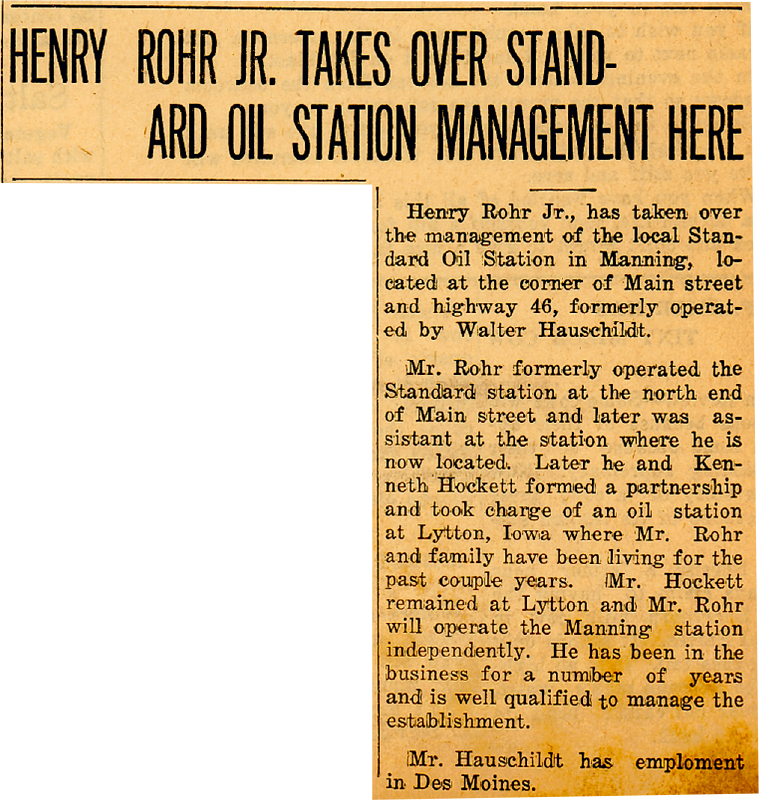 HENRY ROHR JR. TAKES OVER STAND-
ARD OIL STATION MANAGEMENT HERE
Henry Rohr Jr., has taken over
the management of the local Stan-
dard Oil Station in Manning, lo-
cated at the corner of Main street
and highway 46, formerly operat-
ed by Walter Hauschildt.
Mr. Rohr formerly operated the
Standard station at the north end
of Main street and later was as-
sistant at the station where he is
now located. Later he and Ken-
neth Hockett formed a partnership
and took charge of an oil station
at Lytton, Iowa where Mr. Rohr
and family have been living for the
past couple years. Mr. Hockett
remained at Lytton and Mr. Rohr
will operate the Manning station
independently. He has been in the
business for a number of years
and is well qualified to manage the
establishment.
Mr. Hauschildt has emploment
in Des Moines.